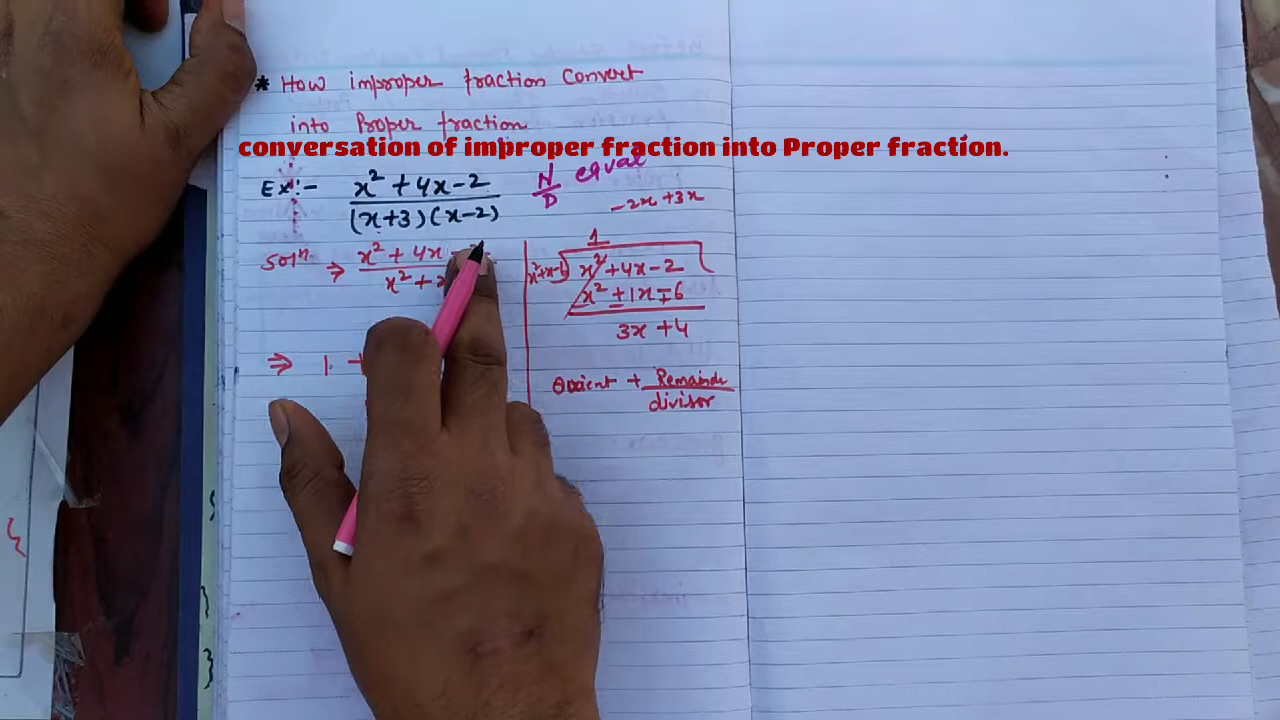 * How improper fraction Convert
into Proper fraction
conversation of improper fraction into Proper fraction.
Ex:- x² + 4x - 2 N equal
(x+3)(x-2) D
-2x +3x
Solⁿ ⇒ x² + 4x
x² +
1
x²+x-6 x² +4x - 2
x² + 1x - 6
3x + 4
⇒ 1 +
+ Remainde
divisor